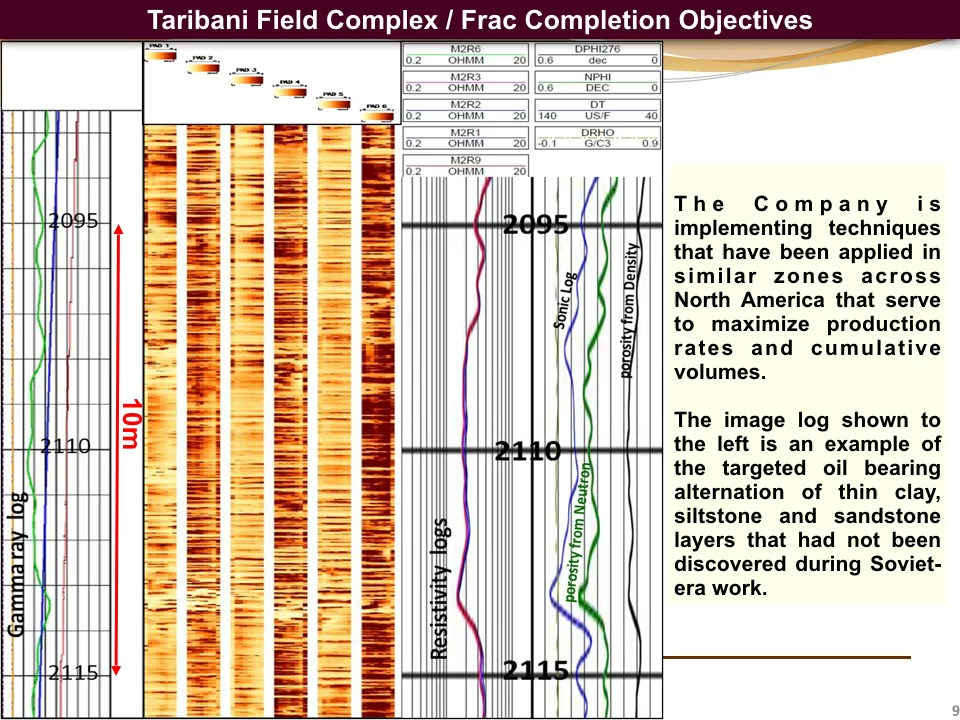 Taribani Field Complex / Frac Completion Objectives
PAD 1
PAD 2
PAD 3
PAD 4
PAD 5
PAD 6
M2R6
0.2 OHMM 20
M2R3
0.2 OHMM 20
M2R2
0.2 OHMM 20
M2R1
0.2 OHMM 20
M2R9
0.2 OHMM 20
DPHI276
0.6 dec 0
NPHI
0.6 DEC 0
DT
140 US/F 40
DRHO
-0.1 G/C3 0.9
2095
2110
2115
10m
Gamma ray log
2095
2110
2115
Resistivity logs
Sonic Log
porosity from Neutron
porosity from Density
The Company is
implementing techniques
that have been applied in
similar zones across
North America that serve
to maximize production
rates and cumulative
volumes.
The image log shown to
the left is an example of
the targeted oil bearing
alternation of thin clay,
siltstone and sandstone
layers that had not been
discovered during Soviet-
era work.
9